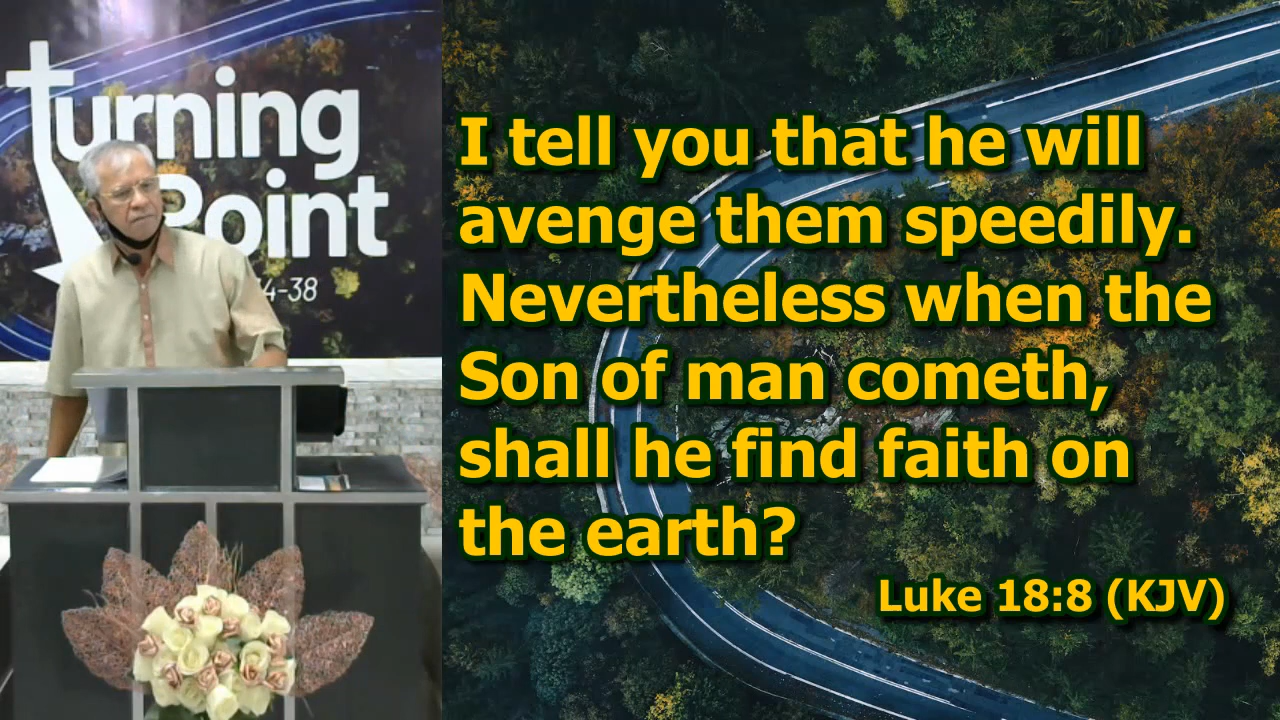 turning
Point
4-38
I tell you that he will
avenge them speedily.
Nevertheless when the
Son of man cometh,
shall he find faith on
the earth?
Luke 18:8 (KJV)